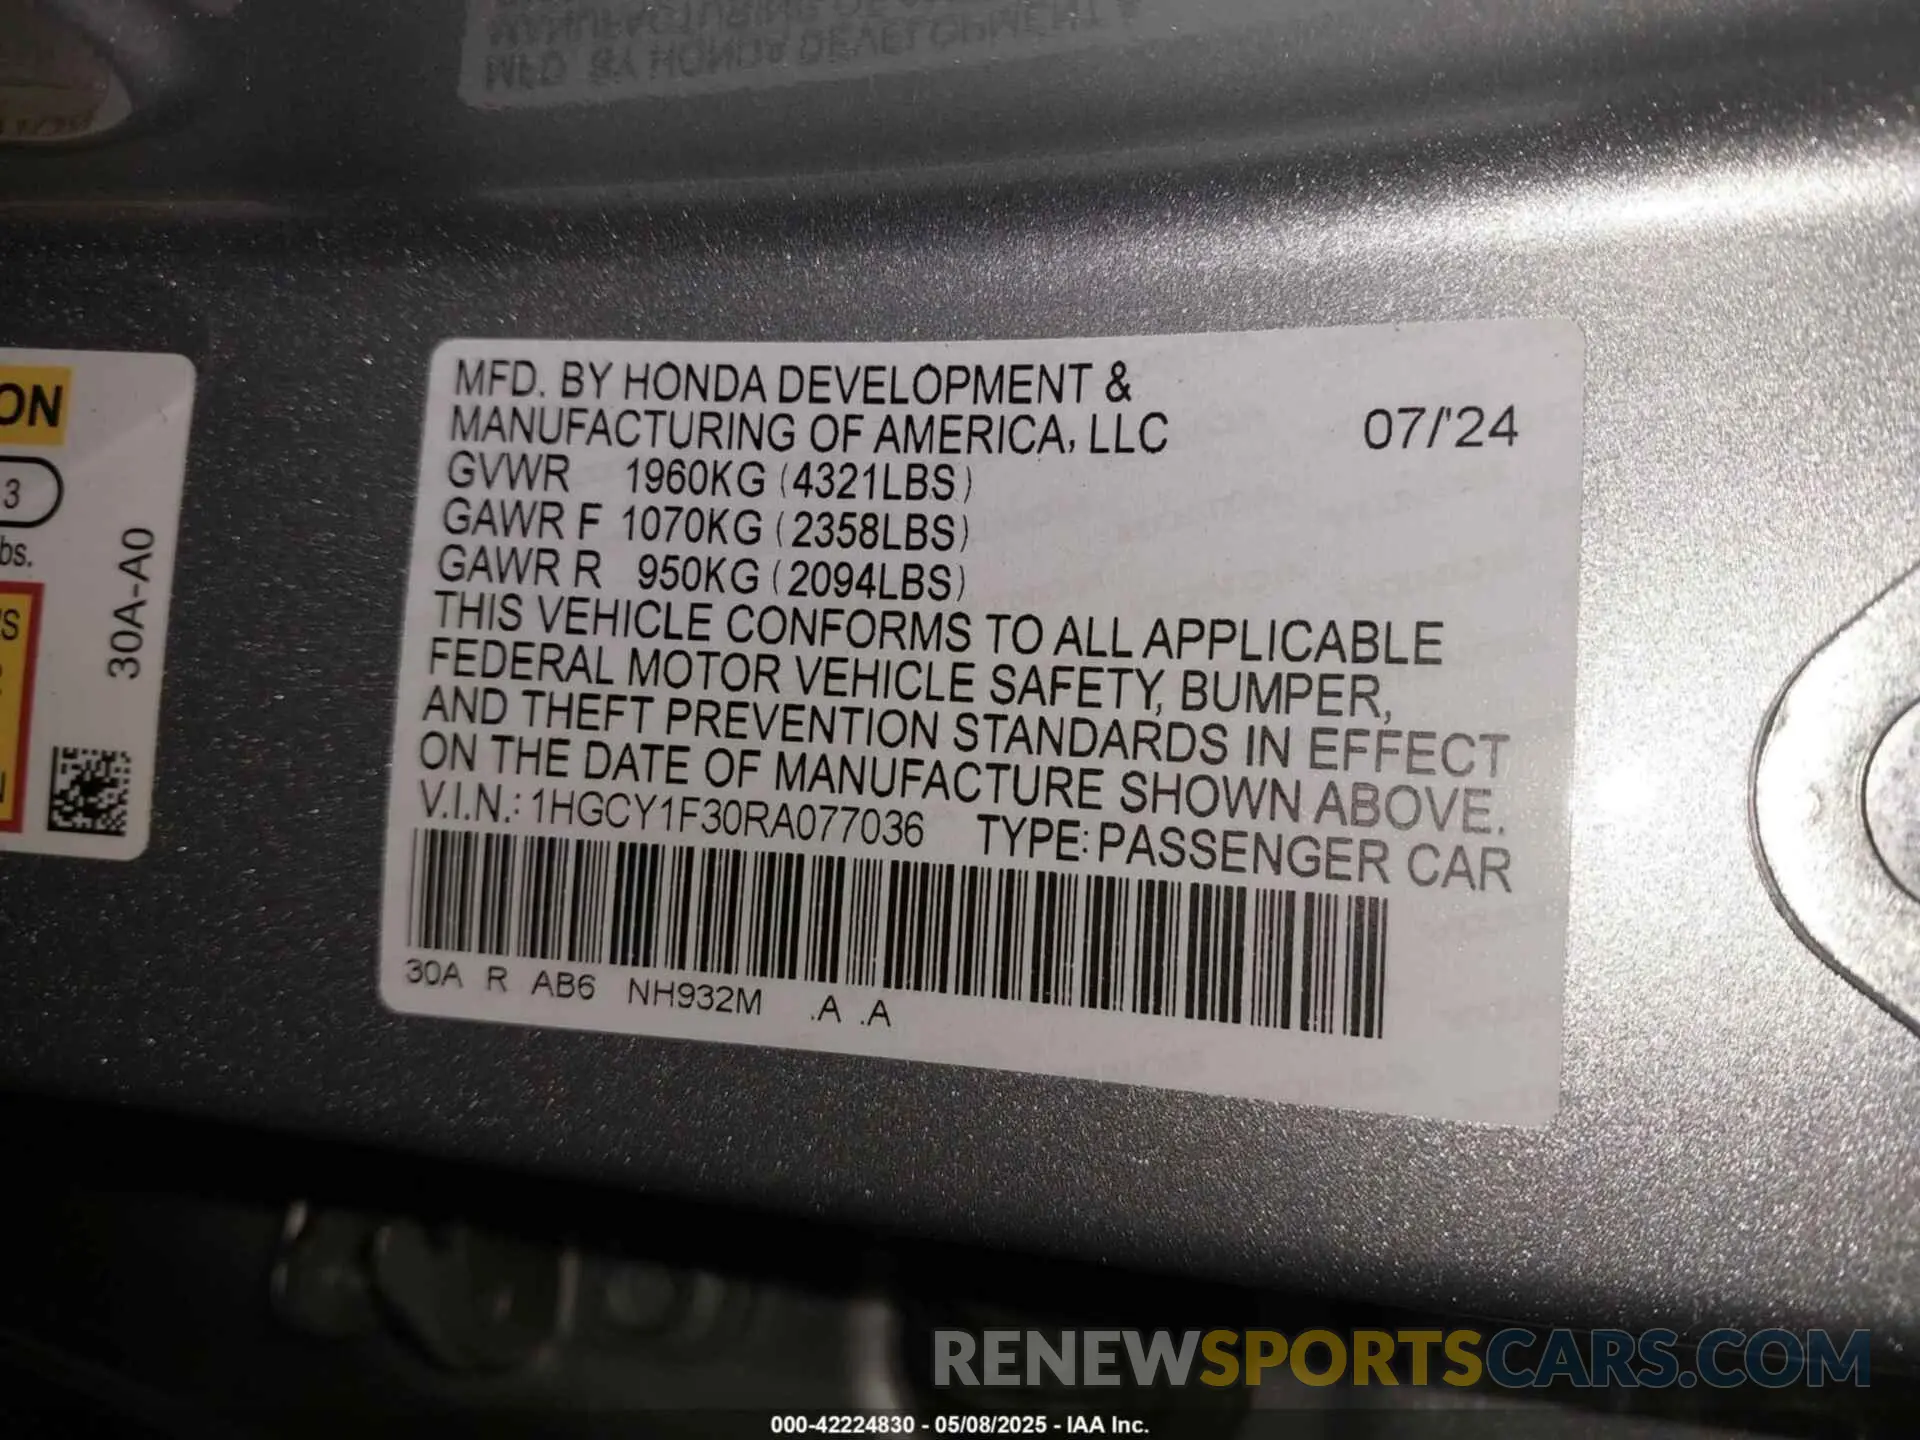 MFD. BY HONDA DEVELOPMENT &
MANUFACTURING OF AMERICA, LLC 07/'24
GVWR 1960KG (4321LBS)
GAWR F 1070KG (2358LBS)
GAWR R 950KG (2094LBS)
THIS VEHICLE CONFORMS TO ALL APPLICABLE
FEDERAL MOTOR VEHICLE SAFETY, BUMPER,
AND THEFT PREVENTION STANDARDS IN EFFECT
ON THE DATE OF MANUFACTURE SHOWN ABOVE.
V.I.N.: 1HGCY1F30RA077036 TYPE: PASSENGER CAR
30A R AB6 NH932M .A .A
ON
3
bs.
30A-A0
RENEWSPORTSCARS.COM
000-42224830 - 05/08/2025 - IAA Inc.